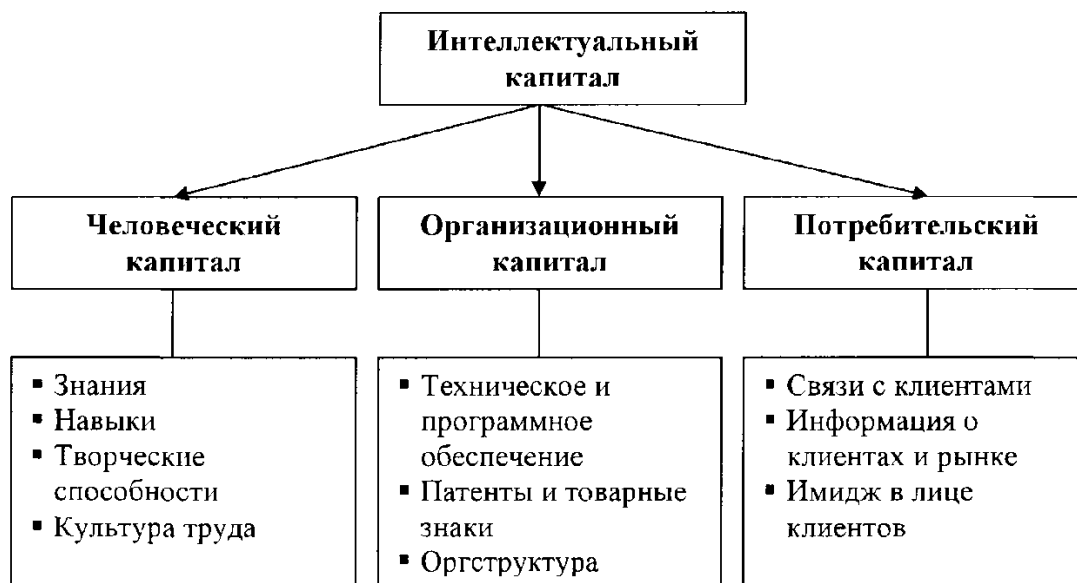 Интеллектуальный
капитал
Человеческий
капитал
Организационный
капитал
Потребительский
капитал
▪ Знания
▪ Навыки
▪ Творческие
способности
▪ Культура труда
▪ Техническое и
программное
обеспечение
▪ Патенты и товарные
знаки
▪ Оргструктура
▪ Связи с клиентами
▪ Информация о
клиентах и рынке
▪ Имидж в лице
клиентов